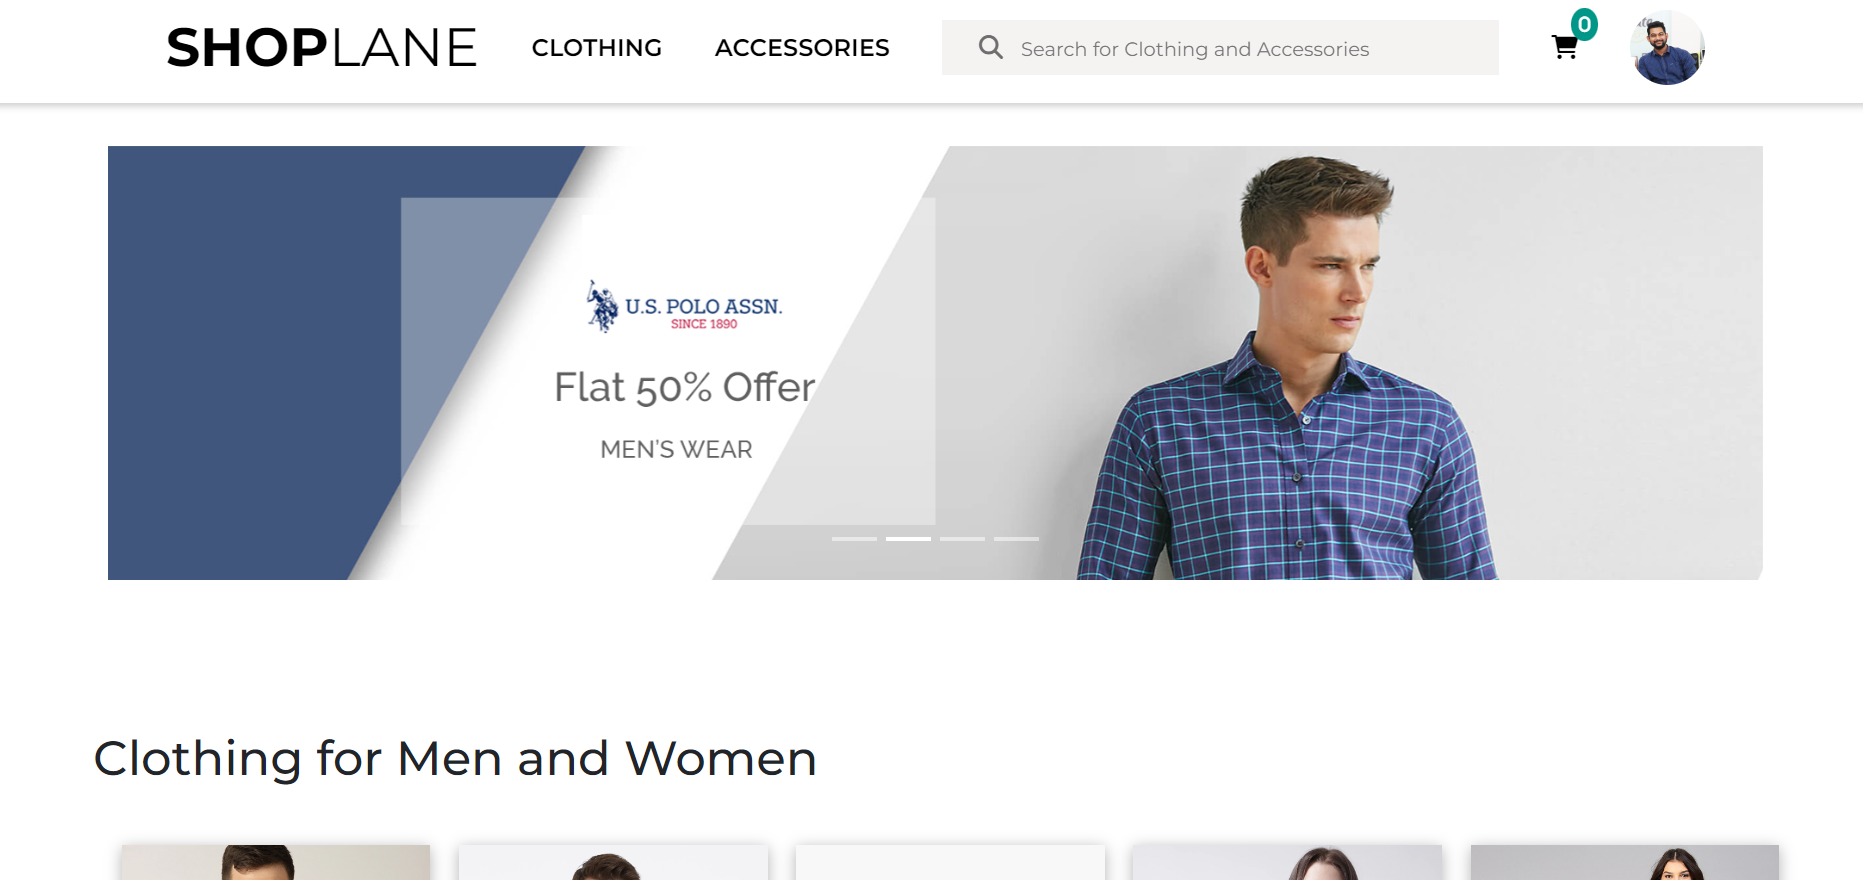 SHOPLANE CLOTHING ACCESSORIES Search for Clothing and Accessories 0
U.S. POLO ASSN.
SINCE 1890
Flat 50% Offer
MEN'S WEAR
Clothing for Men and Women